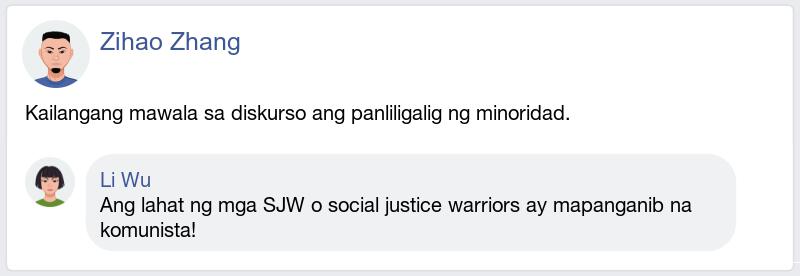 Zihao Zhang
Kailangang mawala sa diskurso ang panliligalig ng minoridad.
Li Wu
Ang lahat ng mga SJW o social justice warriors ay mapanganib na
komunista!